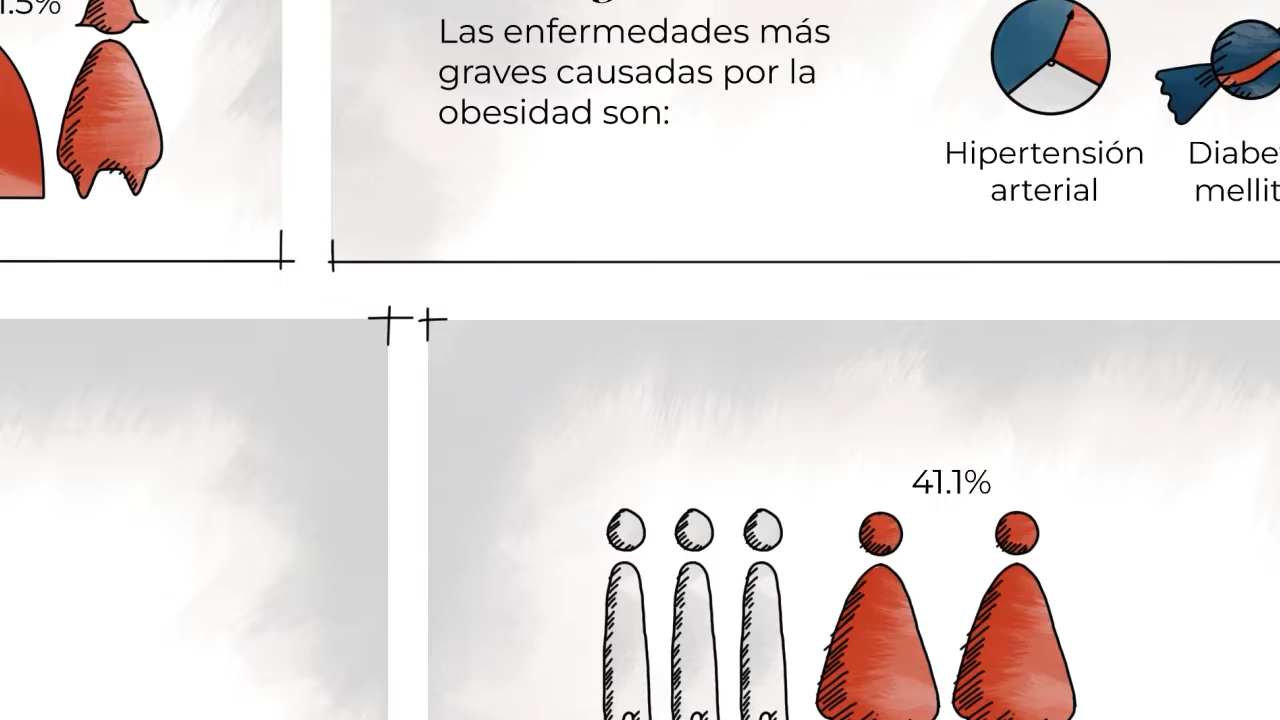 Las enfermedades más
graves causadas por la
obesidad son:
Hipertensión
arterial
41.1%